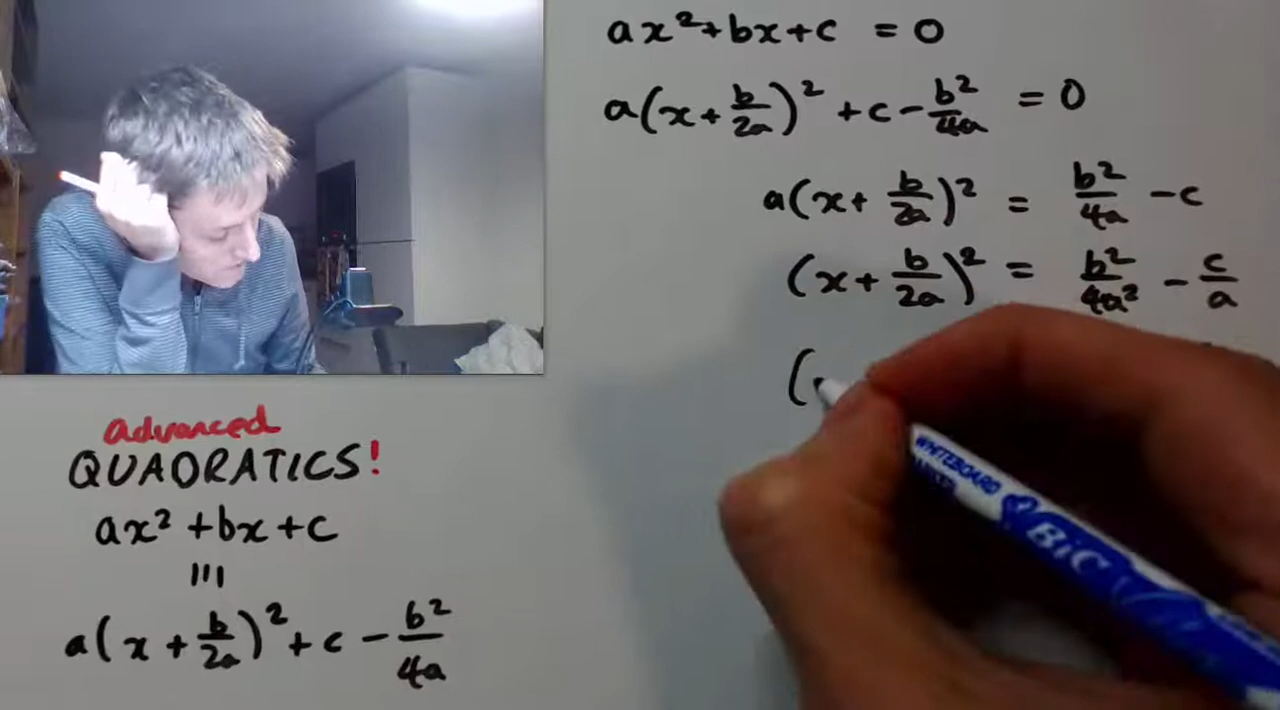 ax² + bx + c = 0
a(x + b/2a)² + c − b²/4a = 0
a(x + b/2a)² = b²/4a − c
(x + b/2a)² = b²/4a² − c/a
(
advanced
QUADRATICS!
ax² + bx + c
≡
a(x + b/2a)² + c − b²/4a
WHITEBOARD
MARKER
BiC